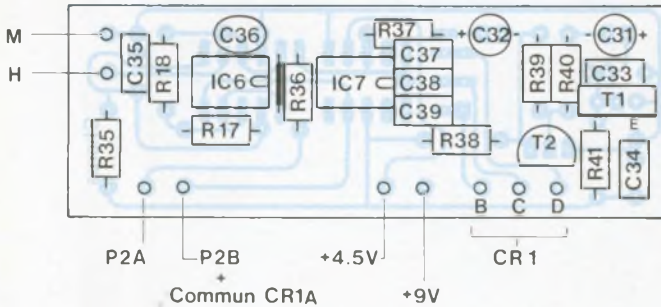 M
H
C35
R18
C36
IC6
R36
R17
R35
R37
IC7
C37
C38
C39
R38
+ C32 -
- C31 +
R39
R40
C33
T1
E
T2
R41
C34
B C D
P2A
P2B
+
Commun CR1A
+4.5V
+9V
CR1